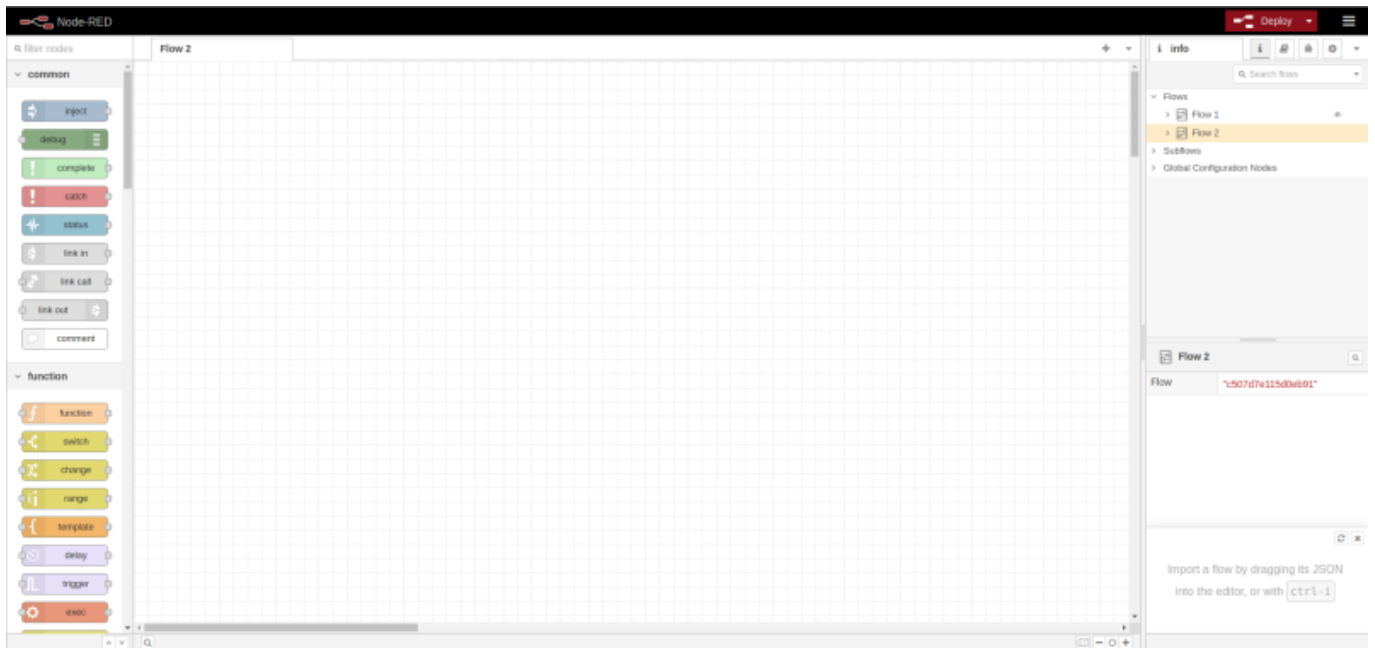 Node-RED
Deploy
filter nodes
Flow 2
info
common
Search flows
inject
Flows
Flow 1
debug
Flow 2
complete
Subflows
Global Configuration Nodes
catch
status
link in
link call
link out
comment
Flow 2
function
Flow
"c507d7e115d0eb91"
function
switch
change
range
template
delay
Import a flow by dragging its JSON
into the editor, or with ctrl-i
trigger
exec